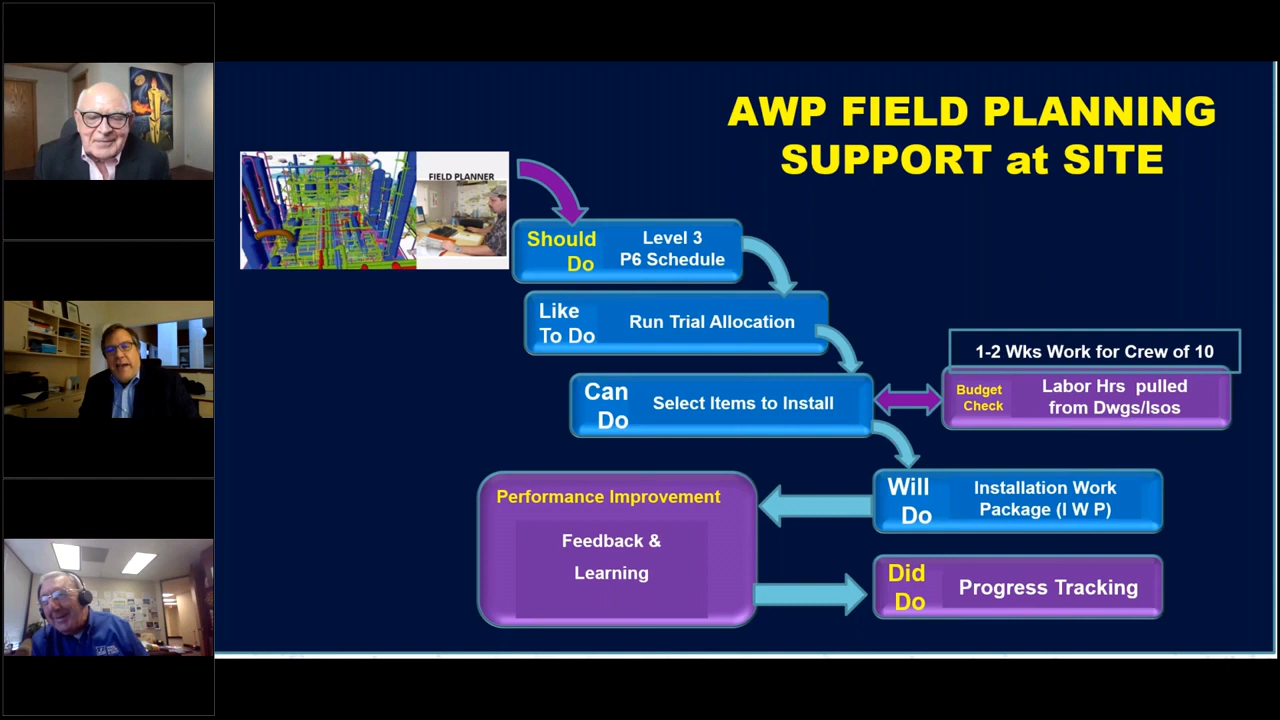 AWP FIELD PLANNING
SUPPORT at SITE
FIELD PLANNER
Should
Do
Level 3
P6 Schedule
Like
To Do
Run Trial Allocation
1-2 Wks Work for Crew of 10
Can
Do
Select Items to Install
Budget
Check
Labor Hrs pulled
from Dwgs/Isos
Will
Do
Installation Work
Package (I W P)
Performance Improvement
Feedback &
Learning
Did
Do
Progress Tracking